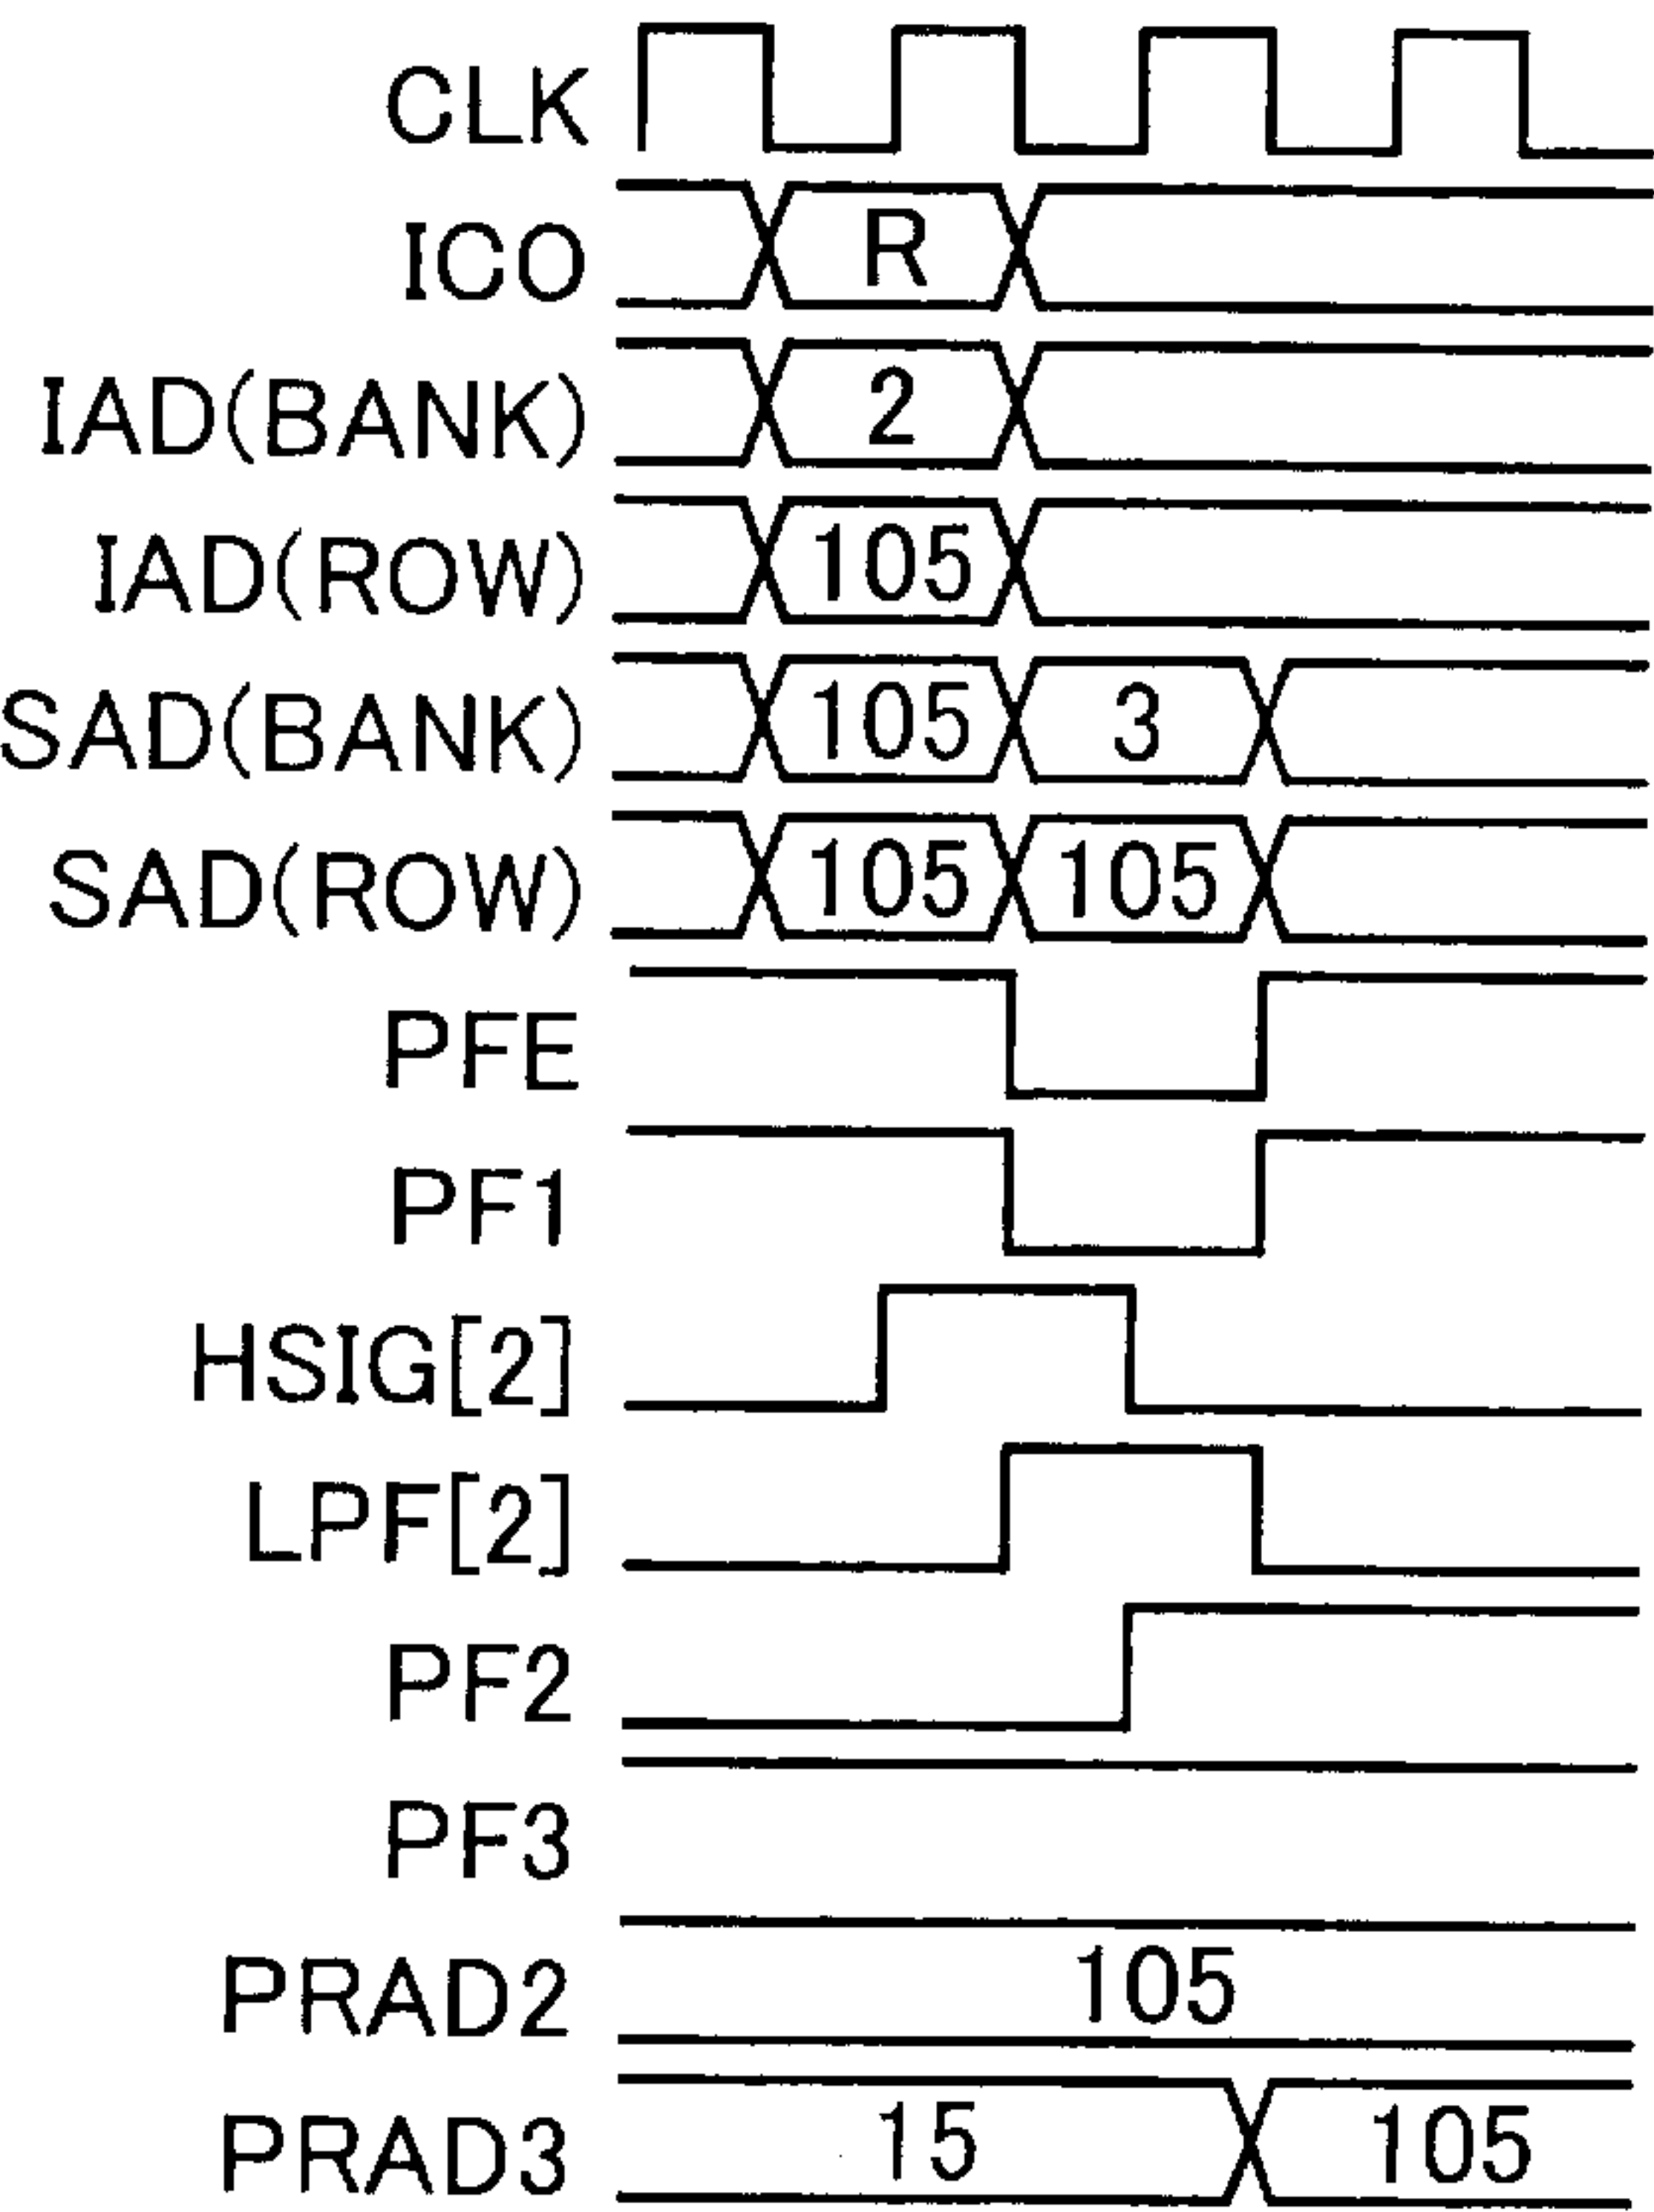 CLK
ICO R
IAD(BANK) 2
IAD(ROW) 105
SAD(BANK) 105 3
SAD(ROW) 105 105
PFE
PF1
HSIG[2]
LPF[2]
PF2
PF3
PRAD2 105
PRAD3 15 105